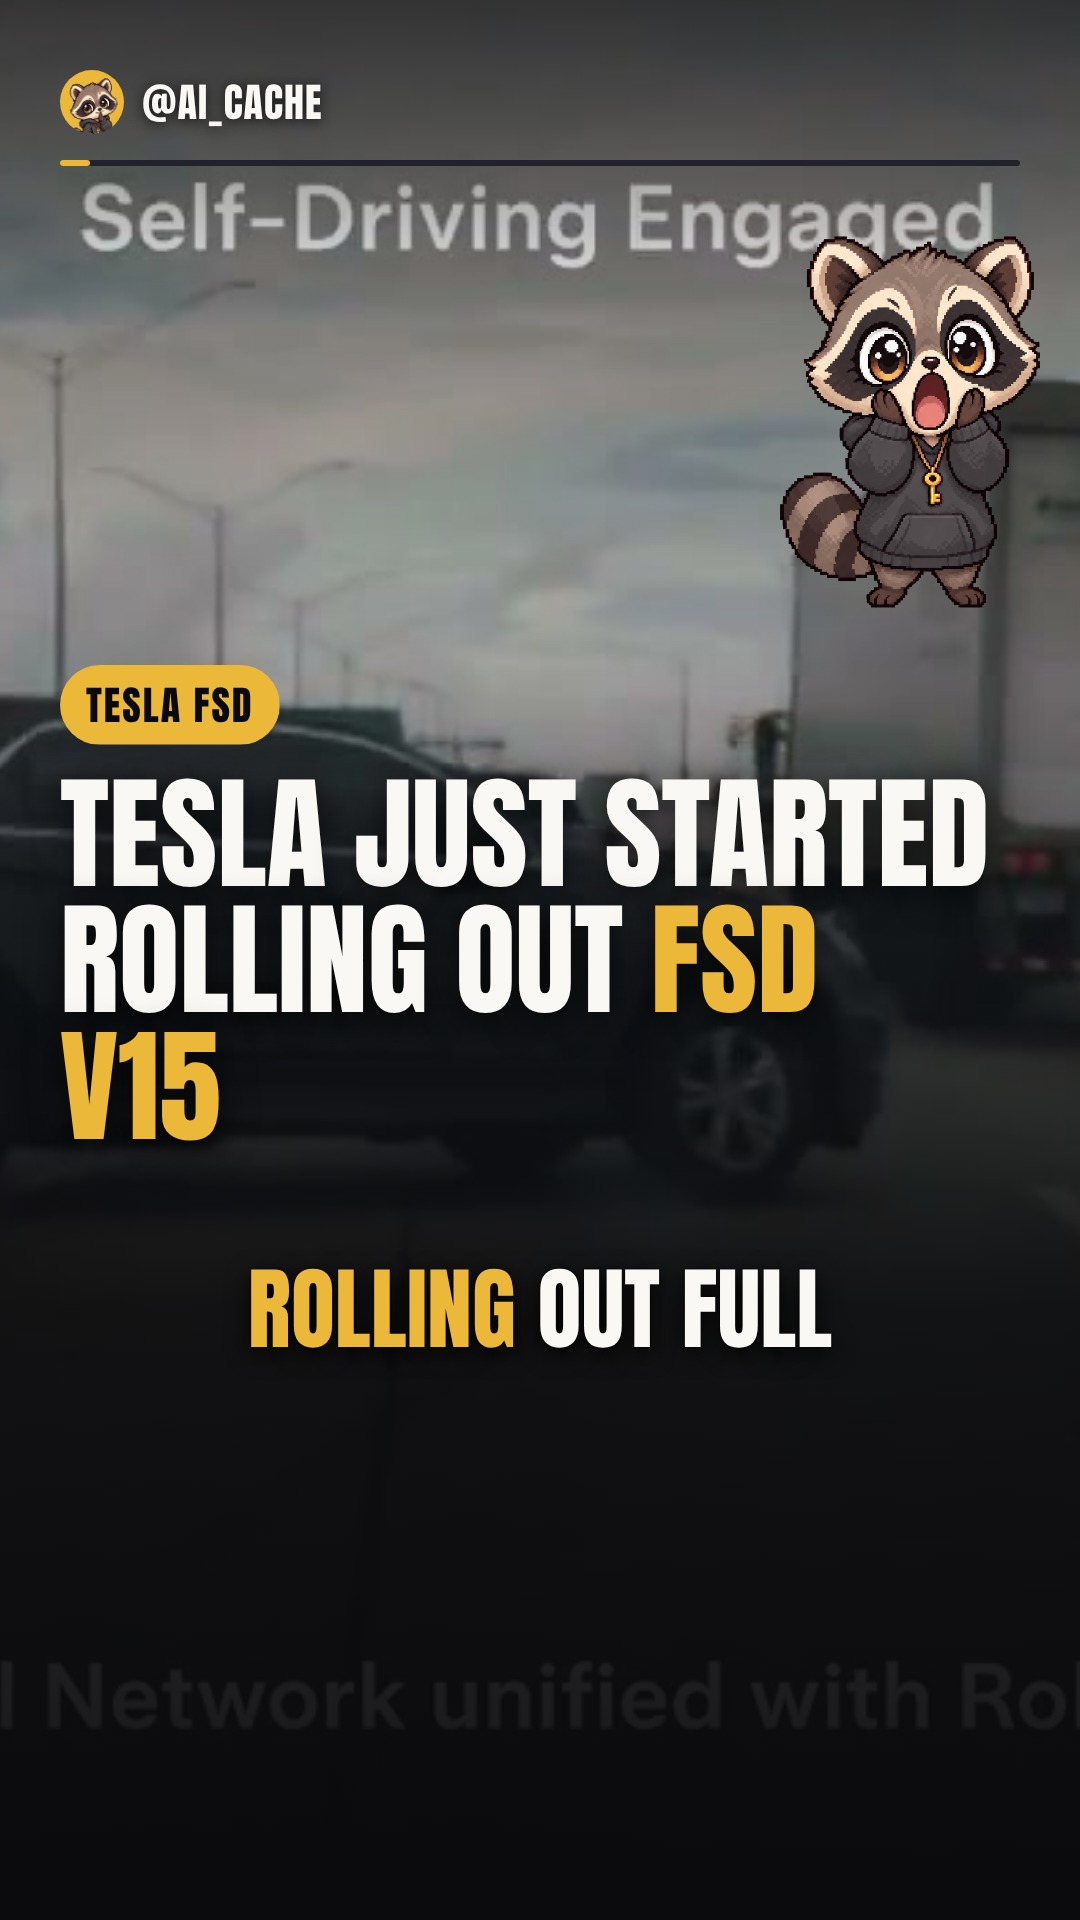 @AI_CACHE
Self-Driving Engaged
TESLA FSD
TESLA JUST STARTED
ROLLING OUT FSD
V15
ROLLING OUT FULL
l Network unified with Ro